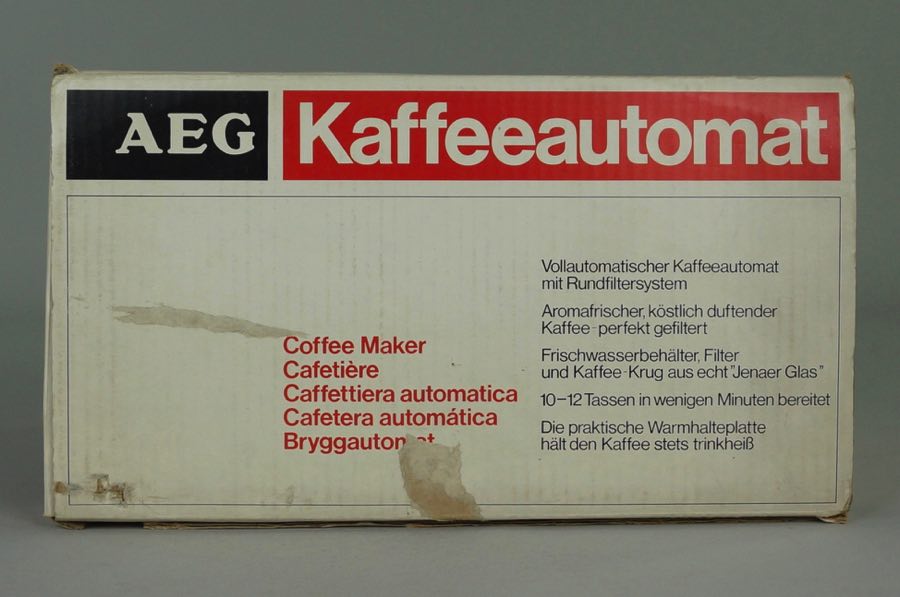 AEG Kaffeeautomat
Coffee Maker
Cafetière
Caffettiera automatica
Cafetera automática
Bryggautomat
Vollautomatischer Kaffeeautomat
mit Rundfiltersystem
Aromafrischer, köstlich duftender
Kaffee-perfekt gefiltert
Frischwasserbehälter, Filter
und Kaffee-Krug aus echt "Jenaer Glas"
10–12 Tassen in wenigen Minuten bereitet
Die praktische Warmhalteplatte
hält den Kaffee stets trinkheiß